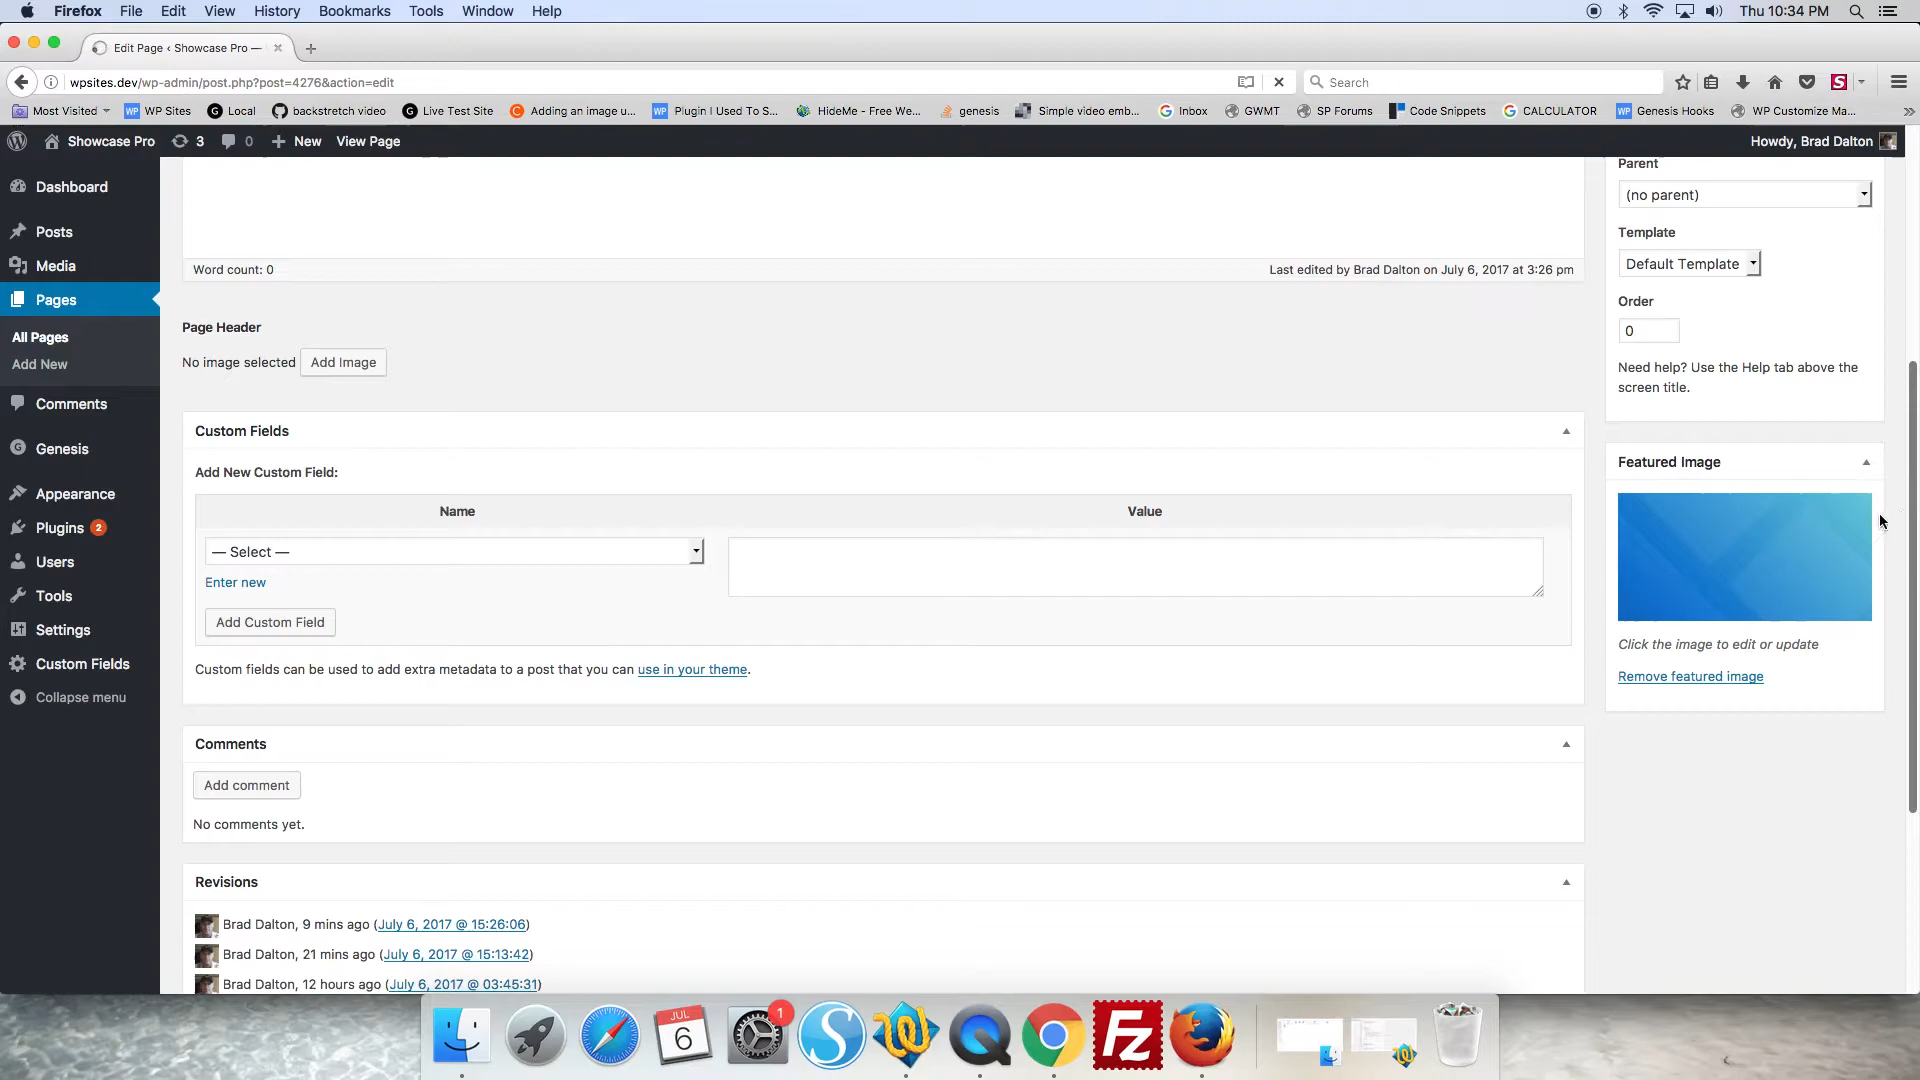 Firefox File Edit View History Bookmarks Tools Window Help Thu 10:34 PM
Edit Page ‹ Showcase Pro —
wpsites.dev/wp-admin/post.php?post=4276&action=edit Search
Most Visited WP Sites Local backstretch video Live Test Site Adding an image u... Plugin I Used To S... HideMe - Free We... genesis Simple video emb... Inbox GWMT SP Forums Code Snippets CALCULATOR Genesis Hooks WP Customize Ma...
Showcase Pro 3 0 New View Page Howdy, Brad Dalton
Dashboard
Posts
Media
Pages
All Pages
Add New
Comments
Genesis
Appearance
Plugins 2
Users
Tools
Settings
Custom Fields
Collapse menu
Word count: 0 Last edited by Brad Dalton on July 6, 2017 at 3:26 pm
Page Header
No image selected Add Image
Custom Fields
Add New Custom Field:
Name Value
— Select —
Enter new
Add Custom Field
Custom fields can be used to add extra metadata to a post that you can use in your theme.
Comments
Add comment
No comments yet.
Revisions
Brad Dalton, 9 mins ago (July 6, 2017 @ 15:26:06)
Brad Dalton, 21 mins ago (July 6, 2017 @ 15:13:42)
Brad Dalton, 12 hours ago (July 6, 2017 @ 03:45:31)
Parent
(no parent)
Template
Default Template
Order
0
Need help? Use the Help tab above the
screen title.
Featured Image
Click the image to edit or update
Remove featured image
JUL
6
1
Fz